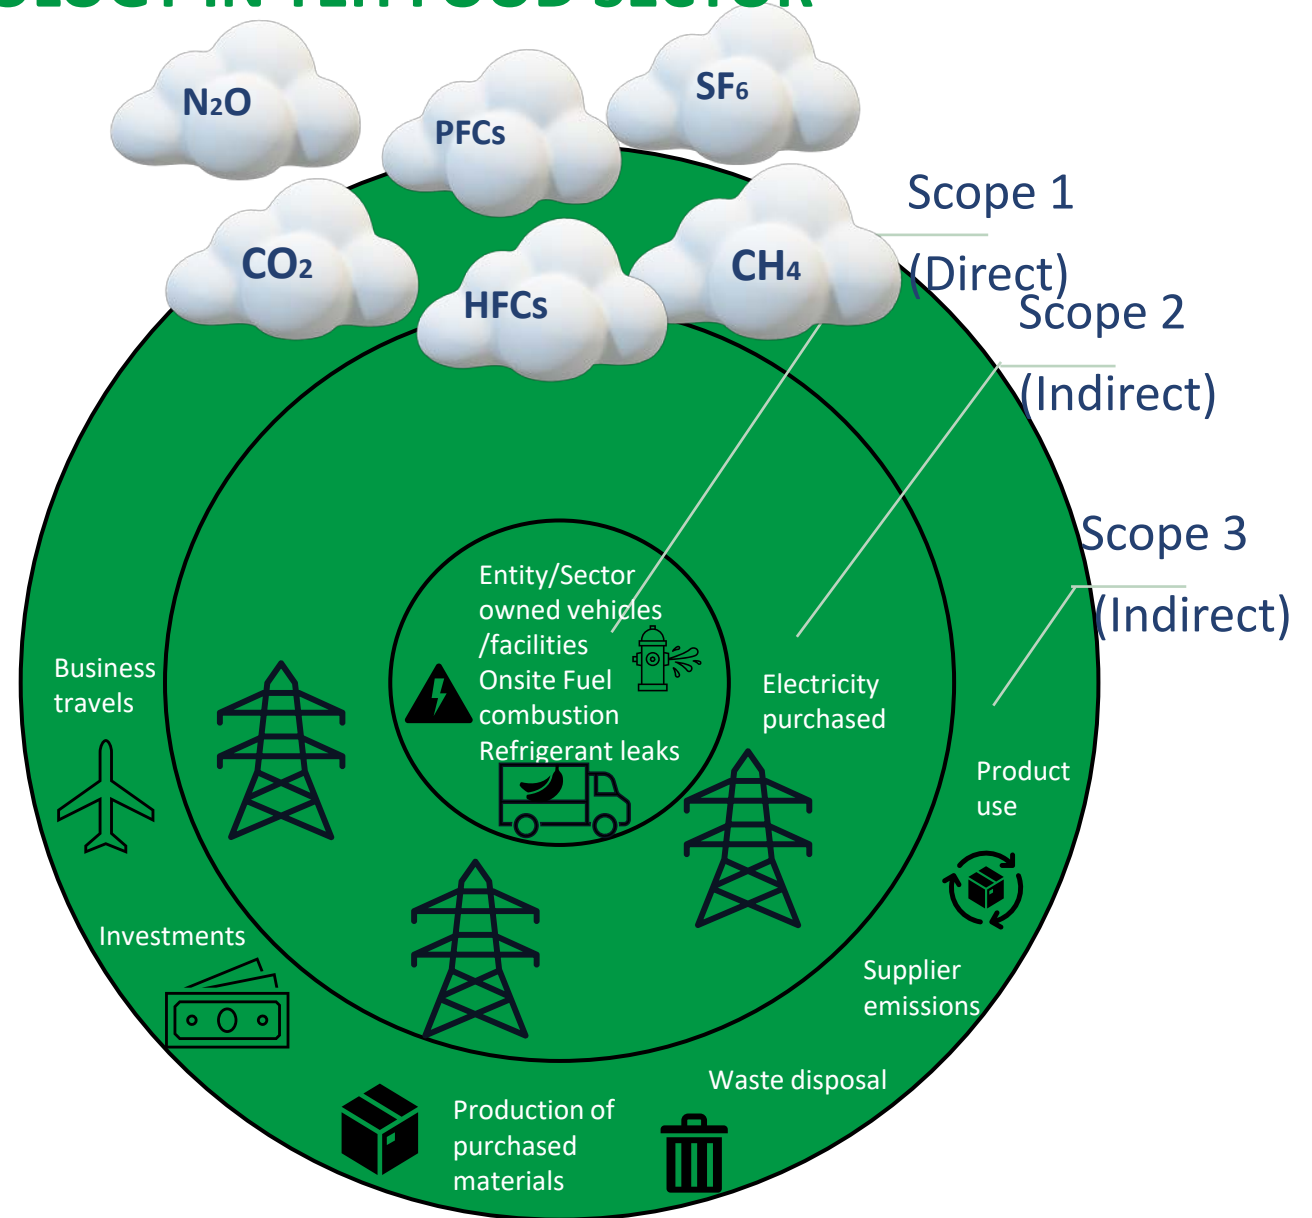 SF6
N2O
PFCs
Scope 1
(Direct)
CO2
CH4
HFCs
Scope 2
(Indirect)
Scope 3
(Indirect)
Entity/Sector
owned vehicles
/facilities
Onsite Fuel
combustion
Refrigerant leaks
Business
travels
Electricity
purchased
Product
use
Investments
Supplier
emissions
Waste disposal
Production of
purchased
materials